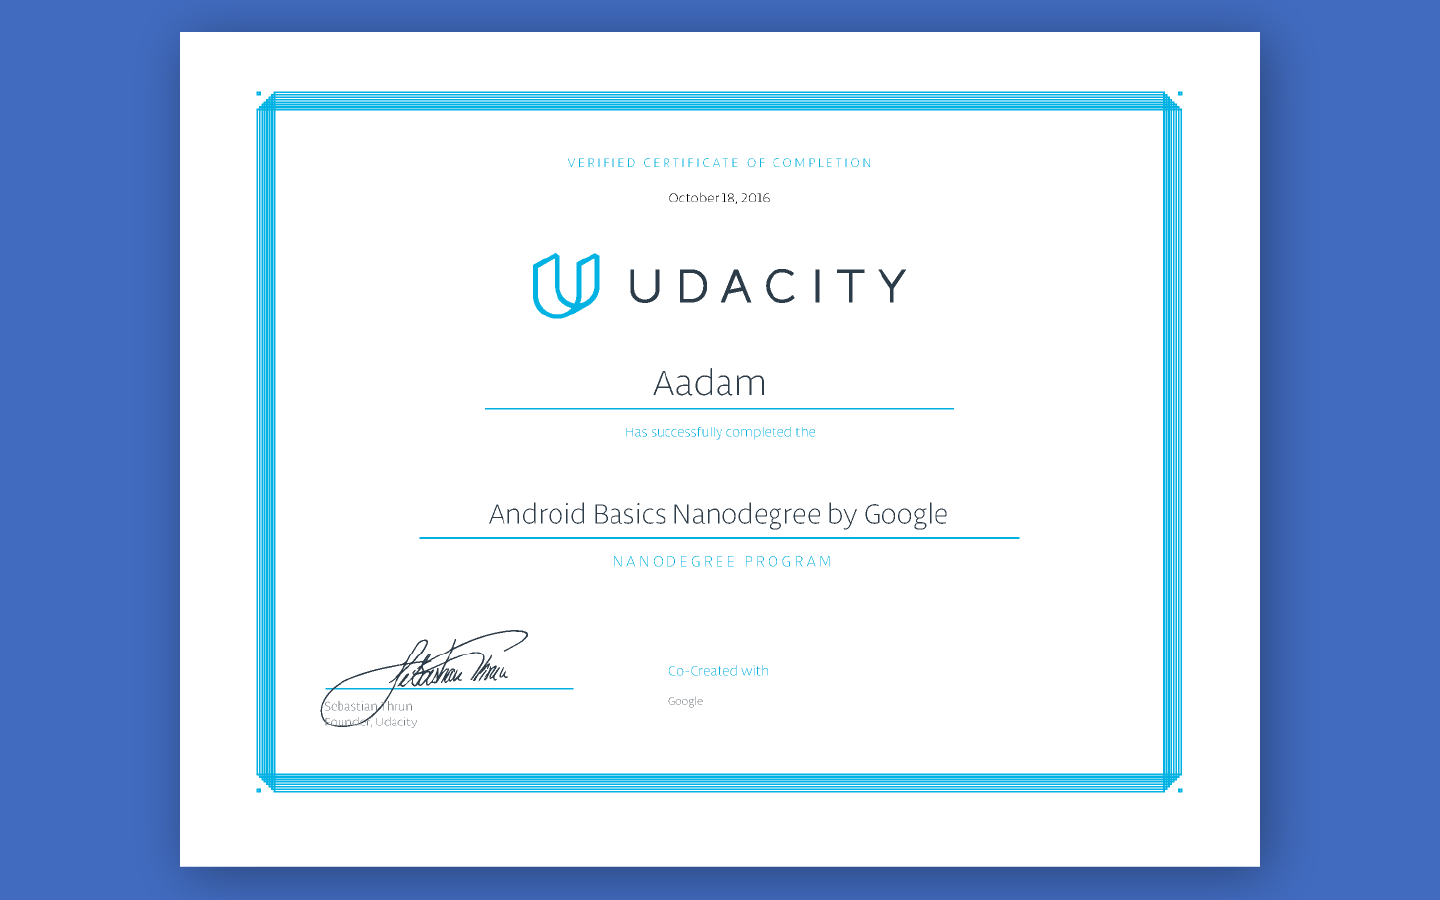 VERIFIED CERTIFICATE OF COMPLETION
October 18, 2016
UDACITY
Aadam
Has successfully completed the
Android Basics Nanodegree by Google
NANODEGREE PROGRAM
Sebastian Thrun
Sebastian Thrun
Founder, Udacity
Co-Created with
Google